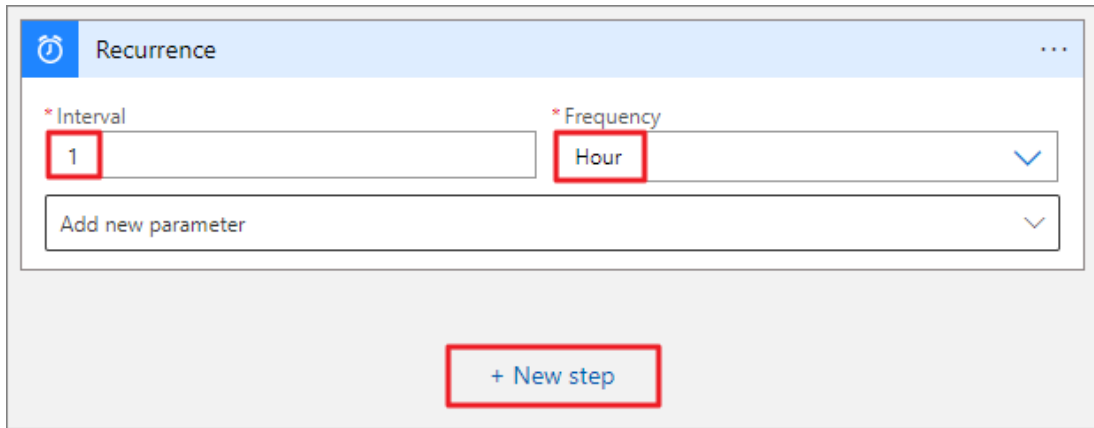 Recurrence
* Interval
* Frequency
1
Hour
Add new parameter
+ New step